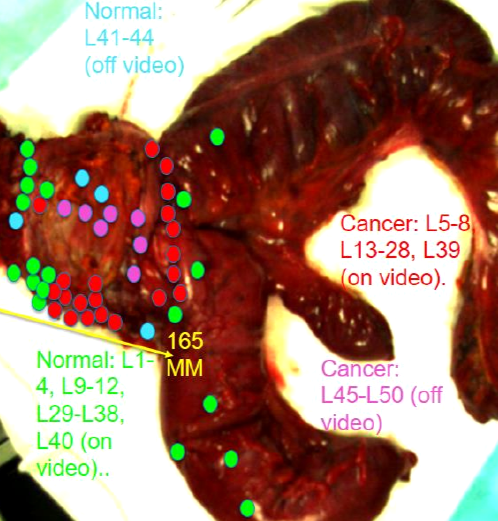 Normal:
L41-44
(off video)
Cancer: L5-8
L13-28, L39
(on video).
165
MM
Normal: L1-
4, L9-12,
L29-L38,
L40 (on
video)..
Cancer:
L45-L50 (off
video)